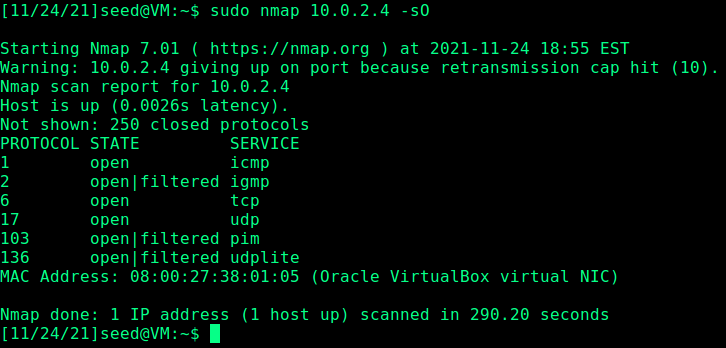 [11/24/21]seed@VM:~$ sudo nmap 10.0.2.4 -sO
Starting Nmap 7.01 ( https://nmap.org ) at 2021-11-24 18:55 EST
Warning: 10.0.2.4 giving up on port because retransmission cap hit (10).
Nmap scan report for 10.0.2.4
Host is up (0.0026s latency).
Not shown: 250 closed protocols
PROTOCOL STATE         SERVICE
1        open          icmp
2        open|filtered igmp
6        open          tcp
17       open          udp
103      open|filtered pim
136      open|filtered udplite
MAC Address: 08:00:27:38:01:05 (Oracle VirtualBox virtual NIC)
Nmap done: 1 IP address (1 host up) scanned in 290.20 seconds
[11/24/21]seed@VM:~$